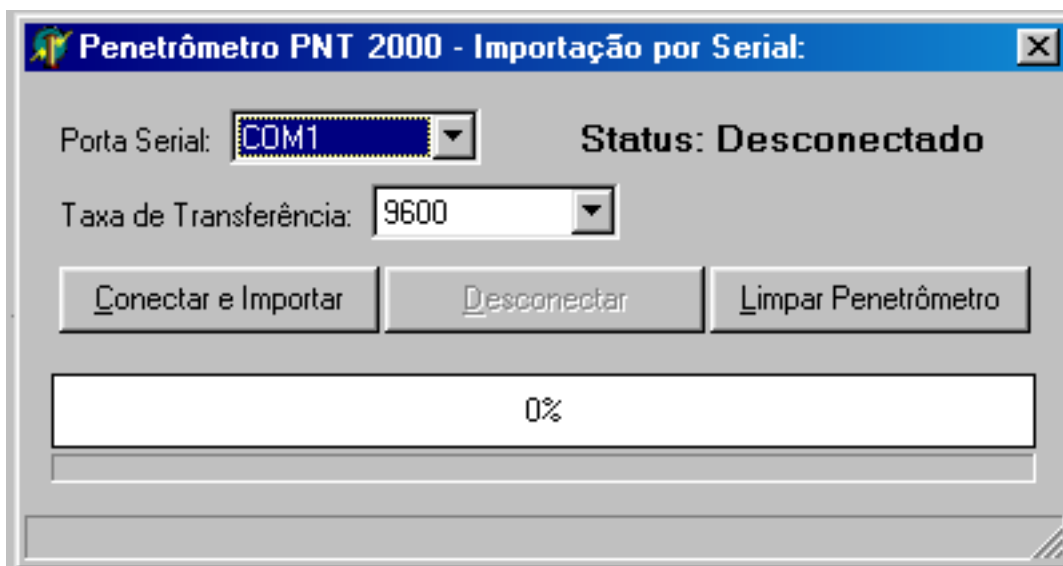 Penetrômetro PNT 2000 - Importação por Serial:
Porta Serial: COM1 Status: Desconectado
Taxa de Transferência: 9600
Conectar e Importar Desconectar Limpar Penetrômetro
0%